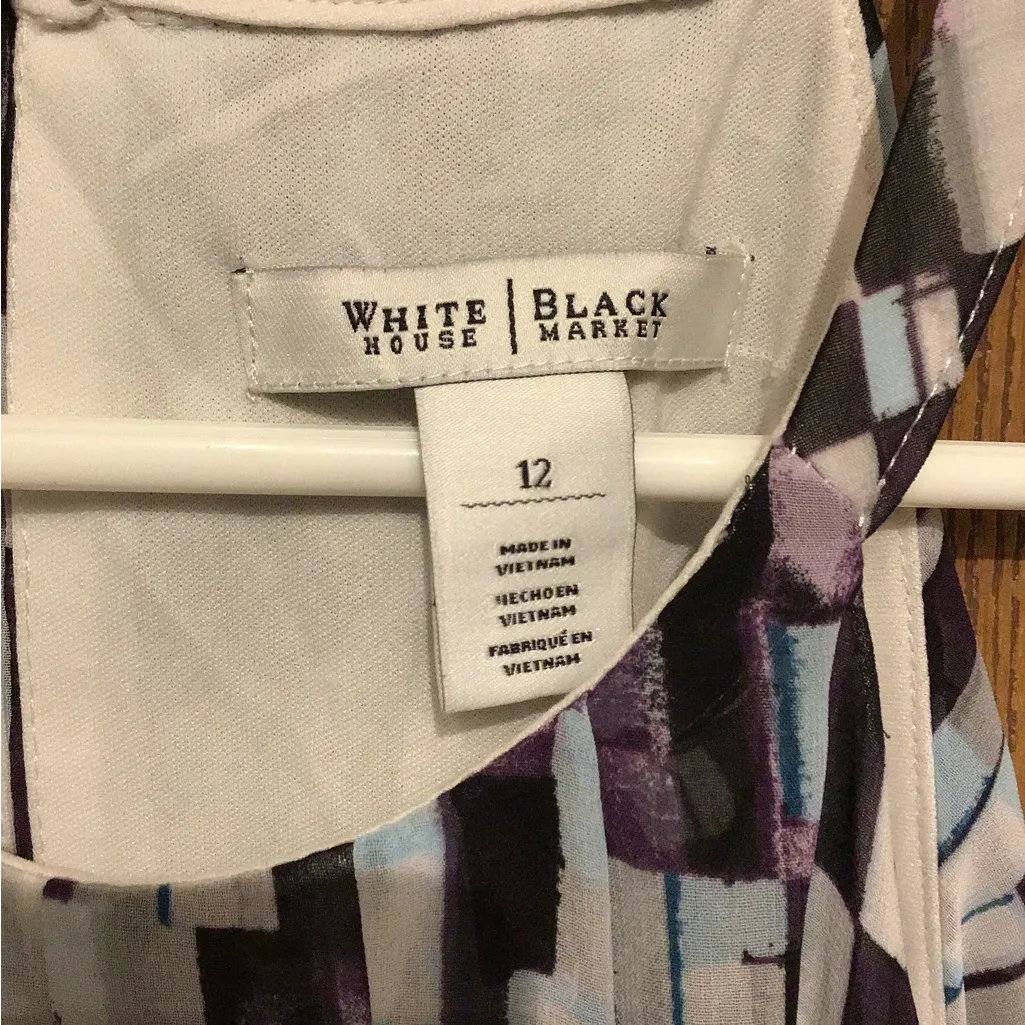 WHITE | BLACK
HOUSE | MARKET
12
MADE IN
VIETNAM
HECHO EN
VIETNAM
FABRIQUÉ EN
VIETNAM